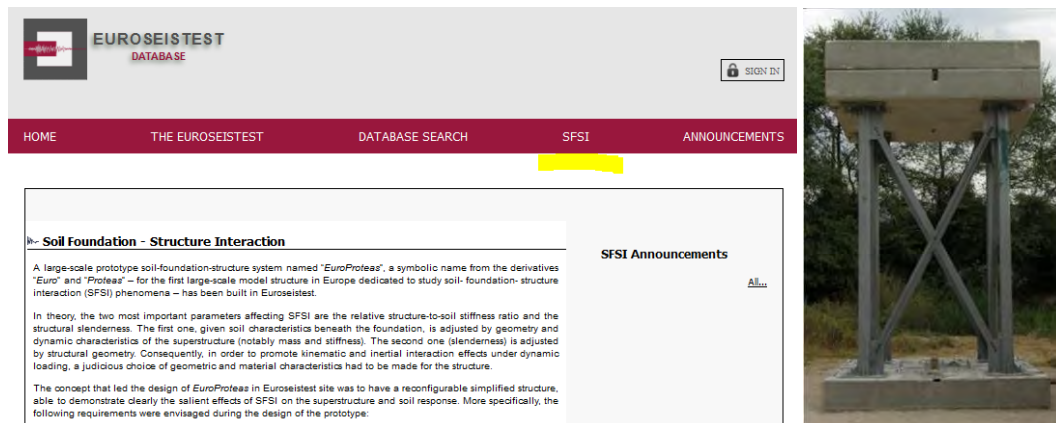 EUROSEISTEST
DATABASE
SIGN IN
HOME THE EUROSEISTEST DATABASE SEARCH SFSI ANNOUNCEMENTS
Soil Foundation - Structure Interaction
A large-scale prototype soil-foundation-structure system named "EuroProteas", a symbolic name from the derivatives
"Euro" and "Proteas" – for the first large-scale model structure in Europe dedicated to study soil- foundation- structure
interaction (SFSI) phenomena – has been built in Euroseistest.
In theory, the two most important parameters affecting SFSI are the relative structure-to-soil stiffness ratio and the
structural slenderness. The first one, given soil characteristics beneath the foundation, is adjusted by geometry and
dynamic characteristics of the superstructure (notably mass and stiffness). The second one (slenderness) is adjusted
by structural geometry. Consequently, in order to promote kinematic and inertial interaction effects under dynamic
loading, a judicious choice of geometric and material characteristics had to be made for the structure.
The concept that led the design of EuroProteas in Euroseistest site was to have a reconfigurable simplified structure,
able to demonstrate clearly the salient effects of SFSI on the superstructure and soil response. More specifically, the
following requirements were envisaged during the design of the prototype:
SFSI Announcements
All...